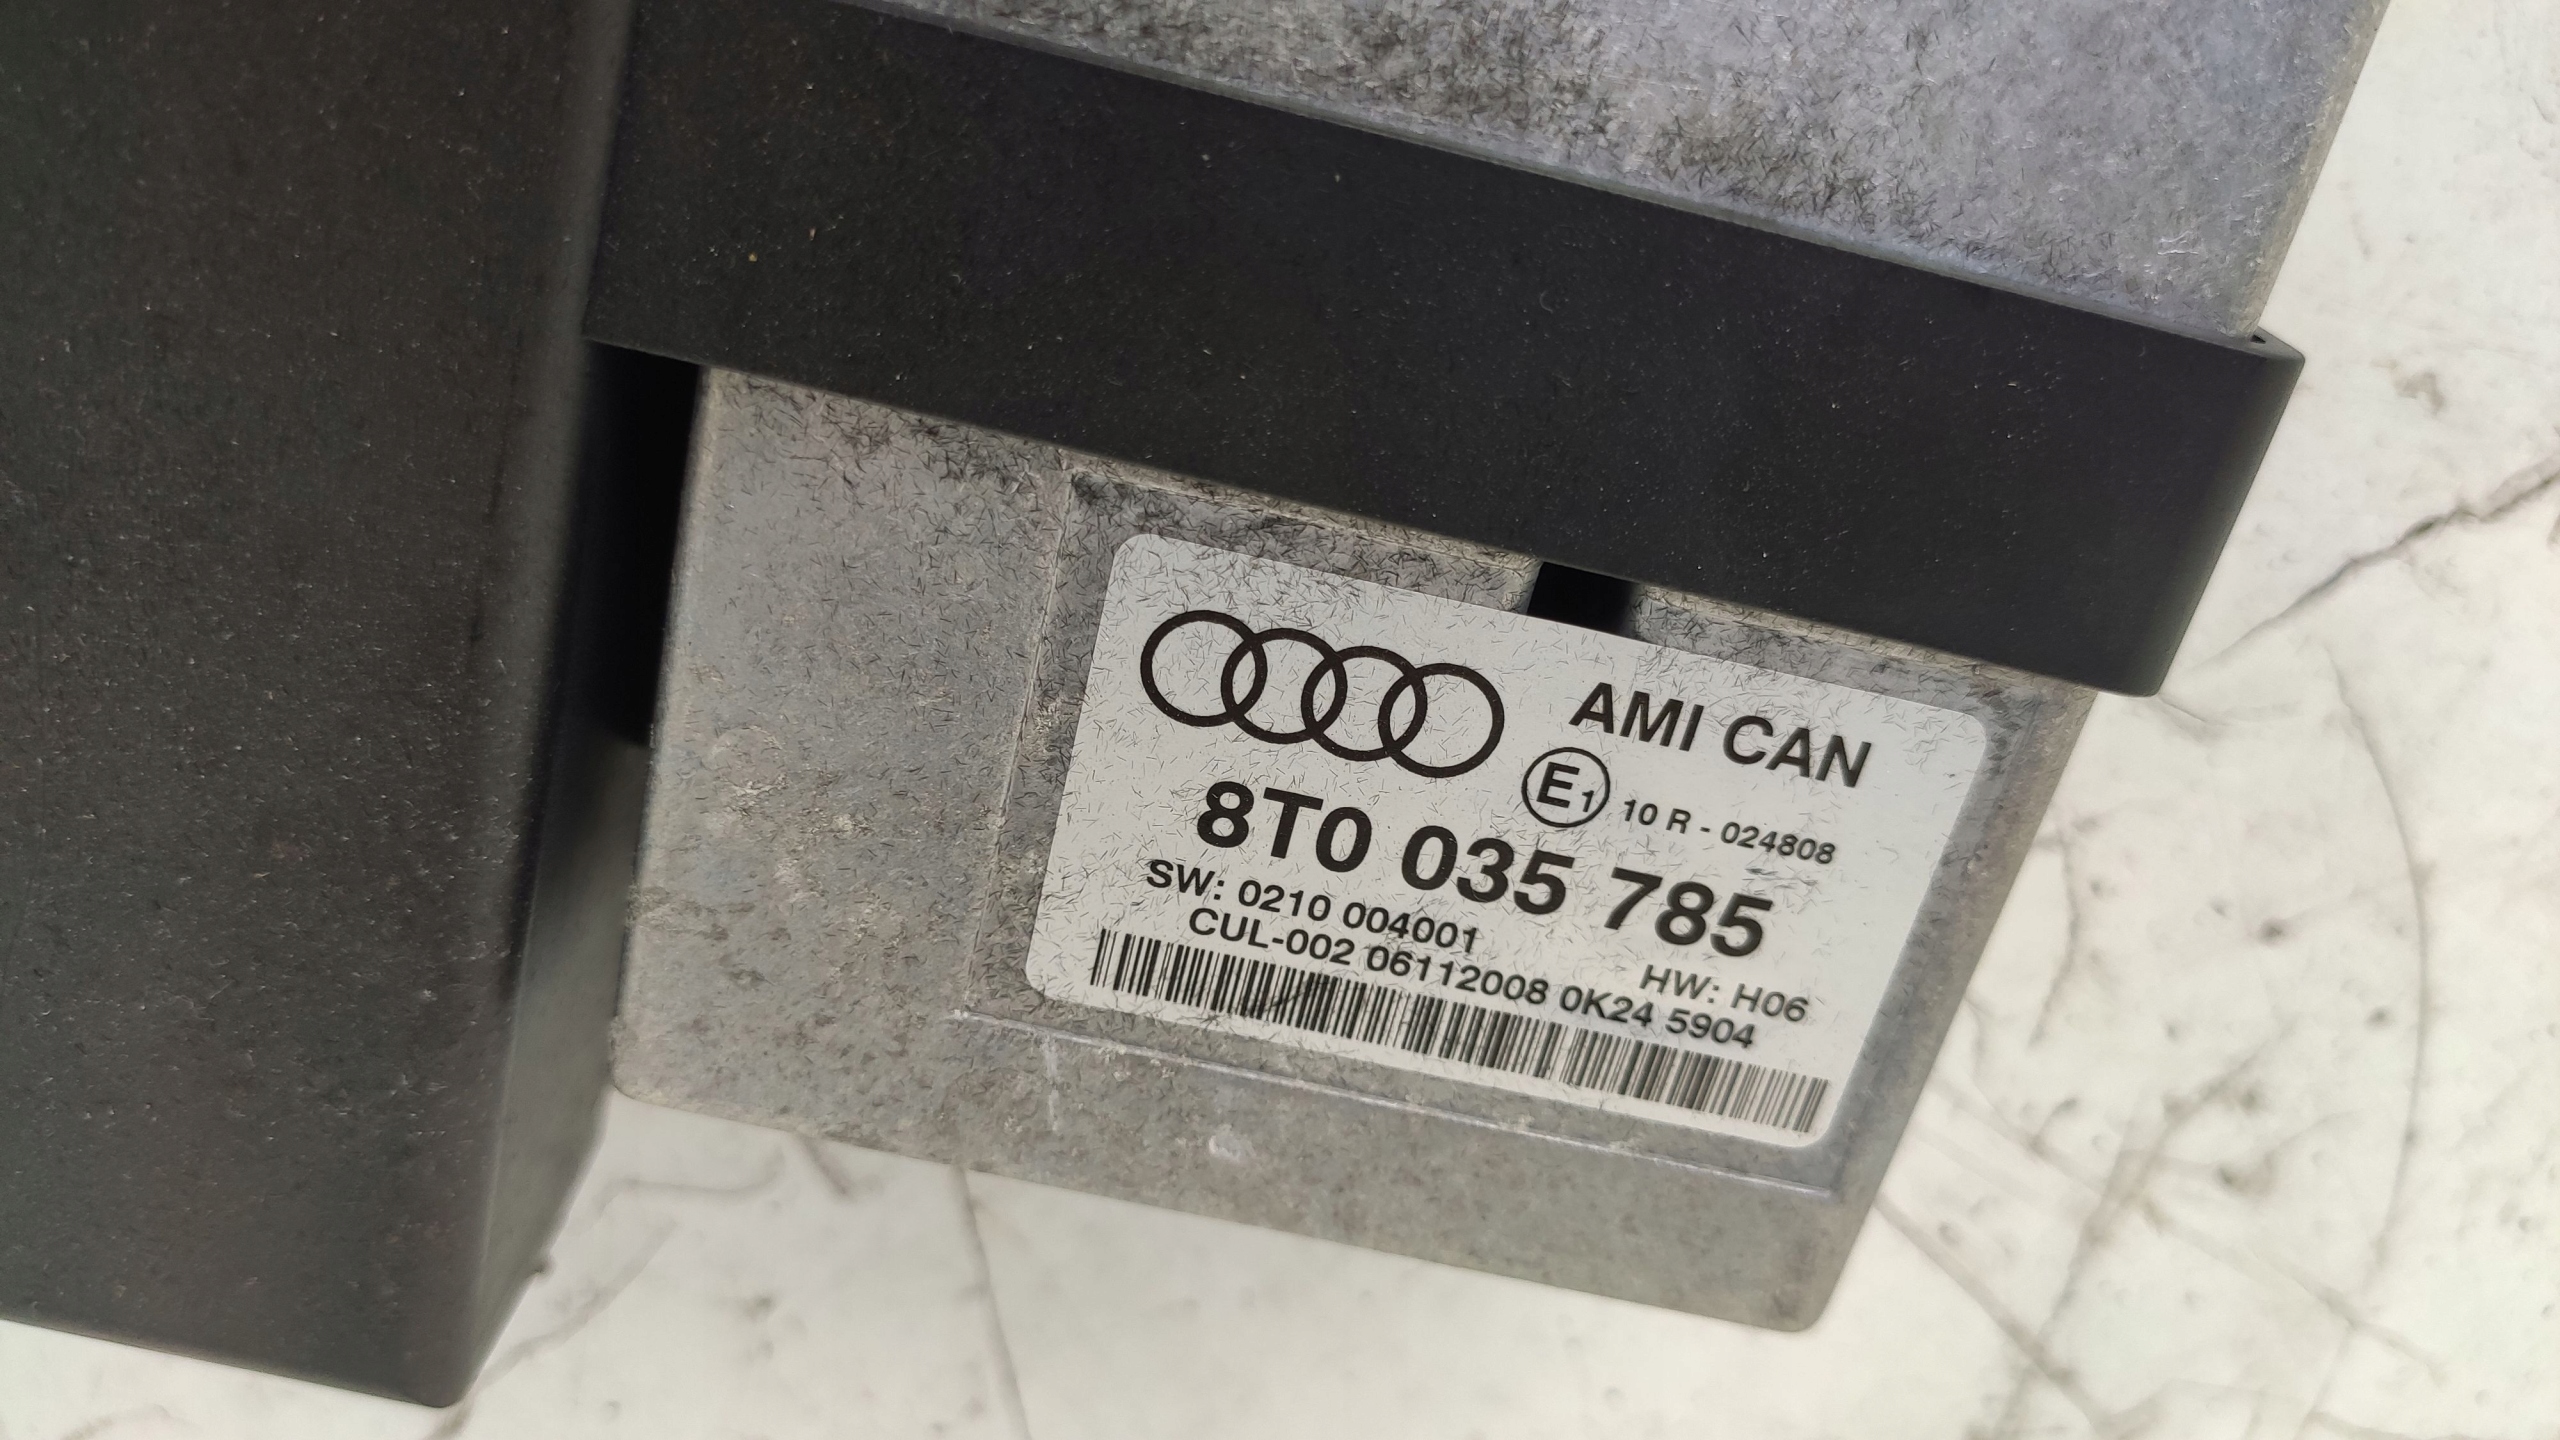 AMI CAN
E1 10 R - 024808
8T0 035 785
SW: 0210 004001
HW: H06
CUL-002 06112008 0K24 5904